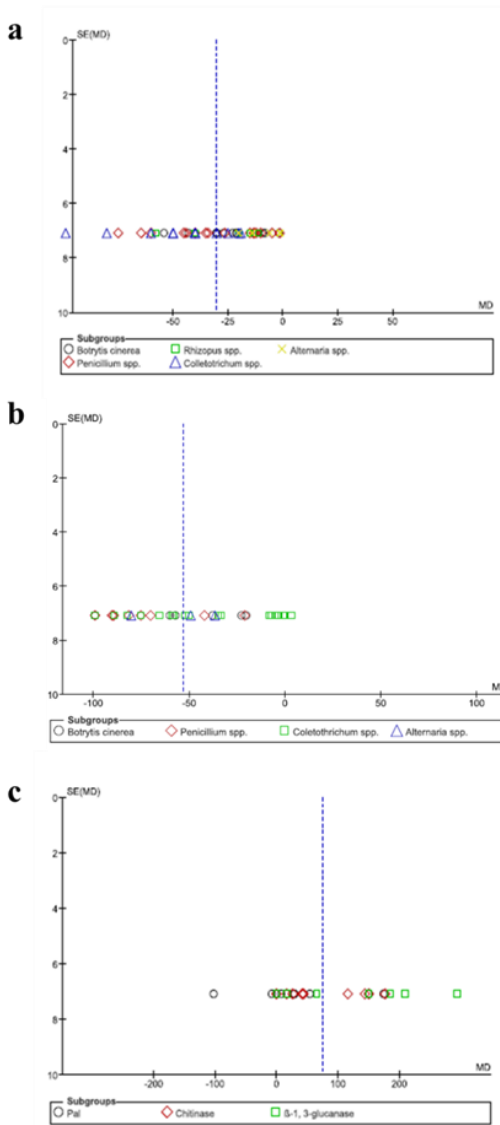 a
SE(MD)
0
2
4
6
8
10
-50 -25 0 25 50
MD
Subgroups
Botrytis cinerea Rhizopus spp. Alternaria spp.
Penicillium spp. Colletotrichum spp.
b
SE(MD)
0
2
4
6
8
10
-100 -50 0 50 100
M
Subgroups
Botrytis cinerea Penicillium spp. Coletothrichum spp. Alternaria spp.
c
SE(MD)
0
2
4
6
8
10
-200 -100 0 100 200
MD
Subgroups
Pal Chitinase ß-1, 3-glucanase